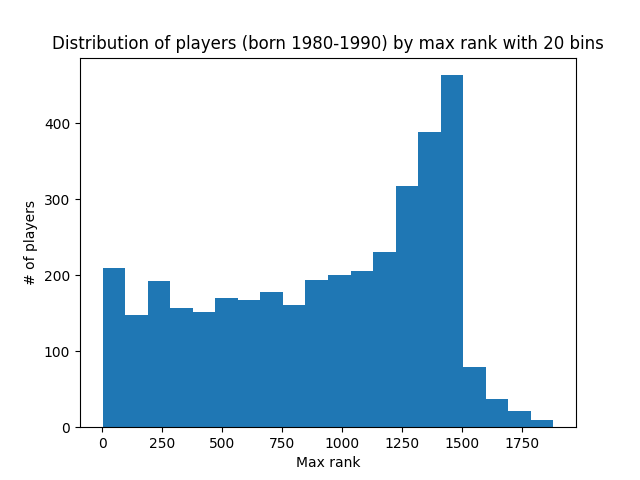 Distribution of players (born 1980-1990) by max rank with 20 bins
400
300
200
100
0
# of players
0 250 500 750 1000 1250 1500 1750
Max rank